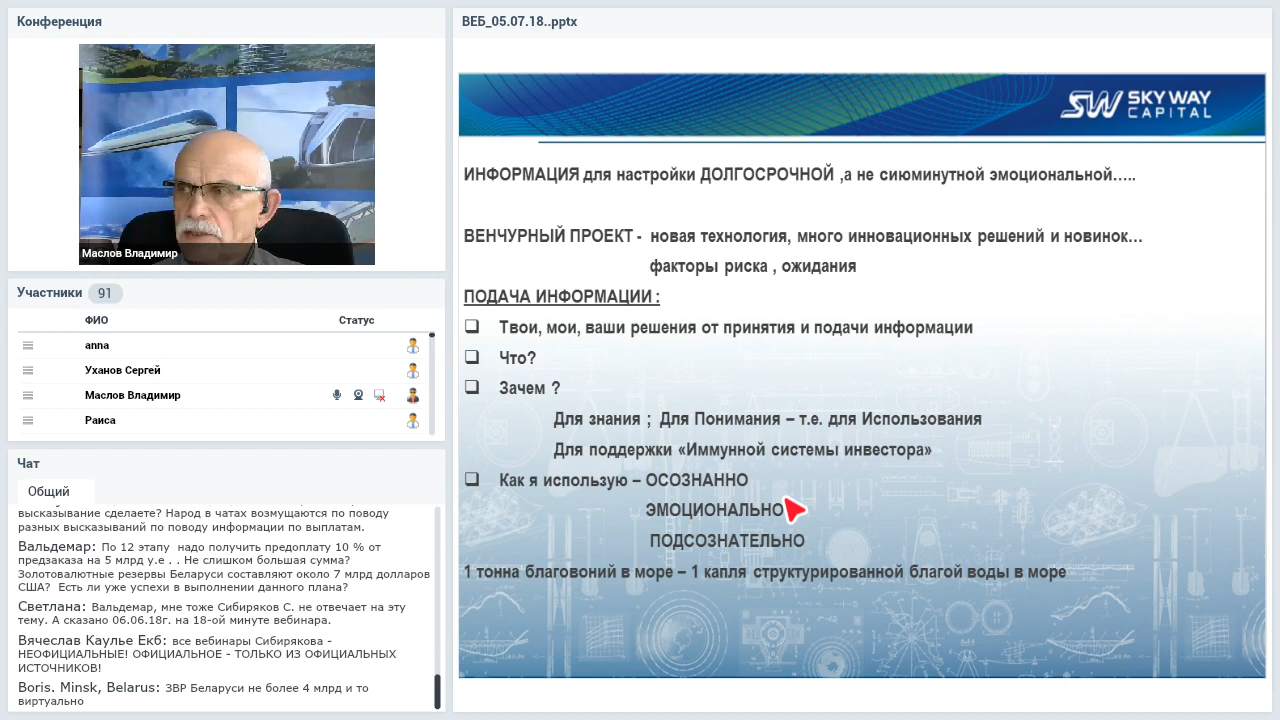 Конференция
Маслов Владимир
Участники 91
ФИО Статус
anna
Уханов Сергей
Маслов Владимир
Раиса
Чат
Общий
высказывание сделаете? Народ в чатах возмущаются по поводу
разных высказываний по поводу информации по выплатам.
Вальдемар: По 12 этапу надо получить предоплату 10 % от
предзаказа на 5 млрд у.е . . Не слишком большая сумма?
Золотовалютные резервы Беларуси составляют около 7 млрд долларов
США? Есть ли уже успехи в выполнении данного плана?
Светлана: Вальдемар, мне тоже Сибиряков С. не отвечает на эту
тему. А сказано 06.06.18г. на 18-ой минуте вебинара.
Вячеслав Каулье Екб: все вебинары Сибирякова -
НЕОФИЦИАЛЬНЫЕ! ОФИЦИАЛЬНОЕ - ТОЛЬКО ИЗ ОФИЦИАЛЬНЫХ
ИСТОЧНИКОВ!
Boris. Minsk, Belarus: ЗВР Беларуси не более 4 млрд и то
виртуально
ВЕБ_05.07.18..pptx
SW SKY WAY
CAPITAL
ИНФОРМАЦИЯ для настройки ДОЛГОСРОЧНОЙ ,а не сиюминутной эмоциональной…..
ВЕНЧУРНЫЙ ПРОЕКТ - новая технология, много инновационных решений и новинок…
факторы риска , ожидания
ПОДАЧА ИНФОРМАЦИИ :
❑ Твои, мои, ваши решения от принятия и подачи информации
❑ Что?
❑ Зачем ?
Для знания ; Для Понимания – т.е. для Использования
Для поддержки «Иммунной системы инвестора»
❑ Как я использую – ОСОЗНАННО
ЭМОЦИОНАЛЬНО
ПОДСОЗНАТЕЛЬНО
1 тонна благовоний в море – 1 капля структурированной благой воды в море